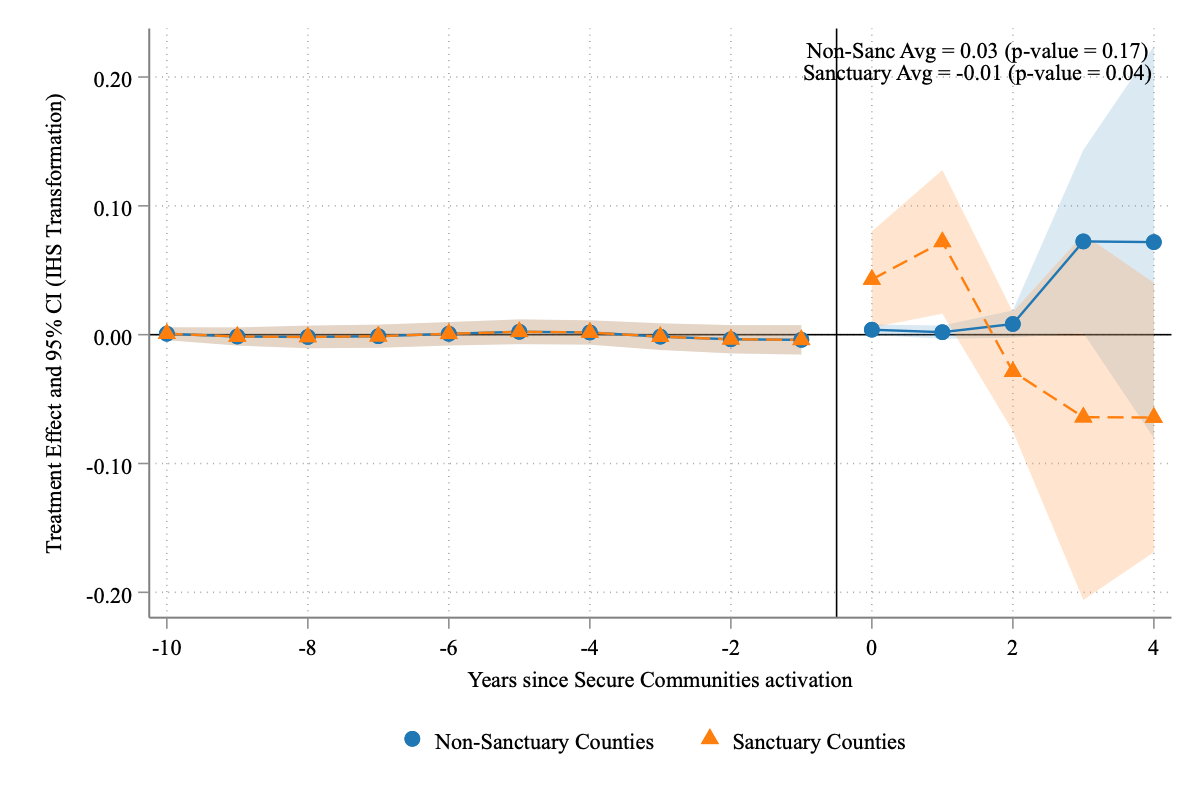 Non-Sanc Avg = 0.03 (p-value = 0.17)
Sanctuary Avg = -0.01 (p-value = 0.04)
Treatment Effect and 95% CI (IHS Transformation)
0.20
0.10
0.00
-0.10
-0.20
-10 -8 -6 -4 -2 0 2 4
Years since Secure Communities activation
Non-Sanctuary Counties Sanctuary Counties